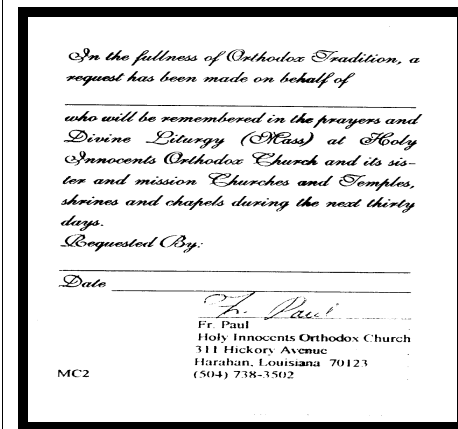 In the fullness of Orthodox Tradition, a
request has been made on behalf of
who will be remembered in the prayers and
Divine Liturgy (Mass) at Holy
Innocents Orthodox Church and its sis-
ter and mission Churches and Temples,
shrines and chapels during the next thirty
days.
Requested By:
Date
Fr. Paul
Fr. Paul
Holy Innocents Orthodox Church
311 Hickory Avenue
Harahan, Louisiana 70123
MC2 (504) 738-3502